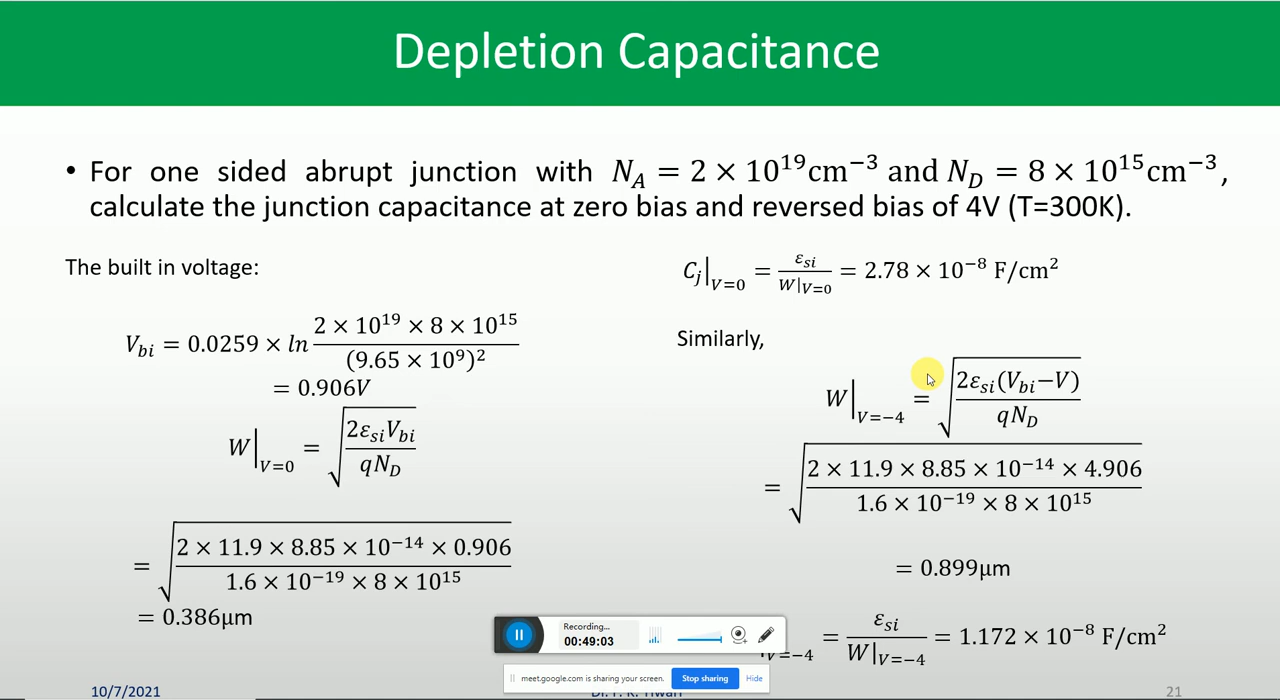 Depletion Capacitance
• For one sided abrupt junction with N_A = 2 × 10^19 cm^−3 and N_D = 8 × 10^15 cm^−3,
calculate the junction capacitance at zero bias and reversed bias of 4V (T=300K).
The built in voltage:
V_bi = 0.0259 × ln (2 × 10^19 × 8 × 10^15)/(9.65 × 10^9)^2
= 0.906V
W|_V=0 = √(2ε_si V_bi / qN_D)
= √(2 × 11.9 × 8.85 × 10^−14 × 0.906 / 1.6 × 10^−19 × 8 × 10^15)
= 0.386μm
C_j|_V=0 = ε_si / W|_V=0 = 2.78 × 10^−8 F/cm^2
Similarly,
W|_V=−4 = √(2ε_si(V_bi−V) / qN_D)
= √(2 × 11.9 × 8.85 × 10^−14 × 4.906 / 1.6 × 10^−19 × 8 × 10^15)
= 0.899μm
V=−4 = ε_si / W|_V=−4 = 1.172 × 10^−8 F/cm^2
Recording...
00:49:03
meet.google.com is sharing your screen. Stop sharing Hide
10/7/2021
21